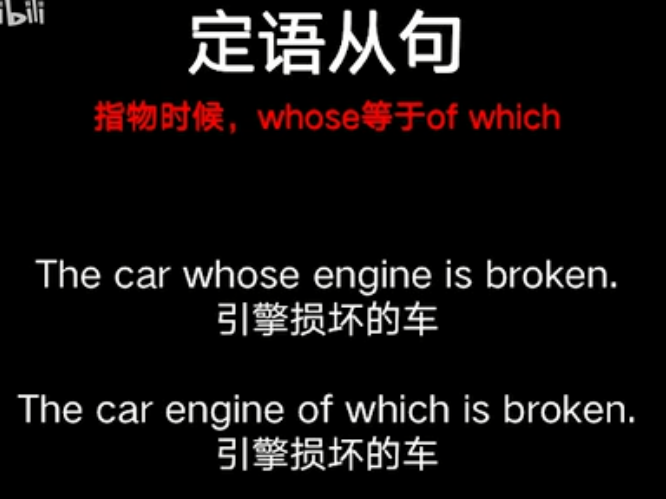 定语从句
指物时候，whose等于of which
The car whose engine is broken.
引擎损坏的车
The car engine of which is broken.
引擎损坏的车